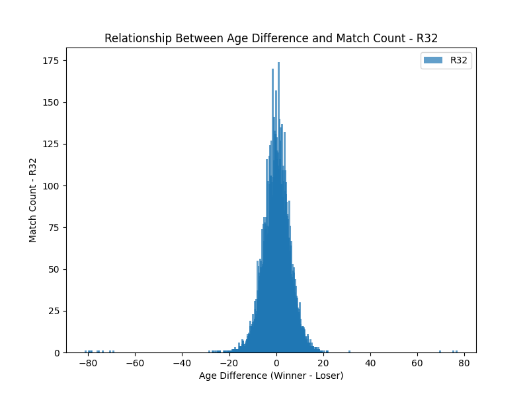 Relationship Between Age Difference and Match Count - R32
R32
Match Count - R32
175
150
125
100
75
50
25
0
−80 −60 −40 −20 0 20 40 60 80
Age Difference (Winner - Loser)